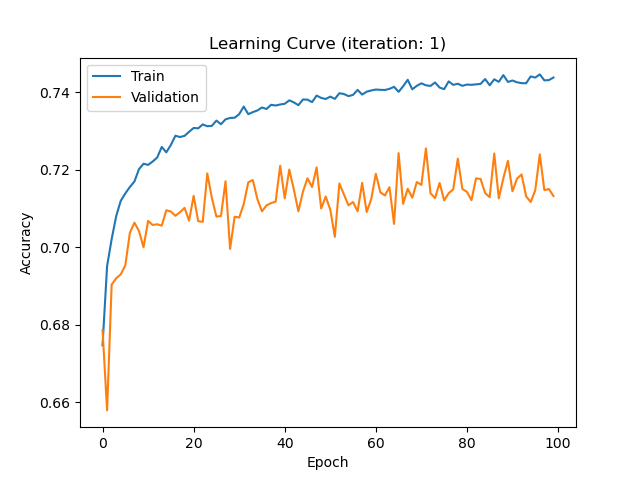 Learning Curve (iteration: 1)
Train
Validation
0.74
0.72
0.70
0.68
0.66
Accuracy
0
20
40
60
80
100
Epoch